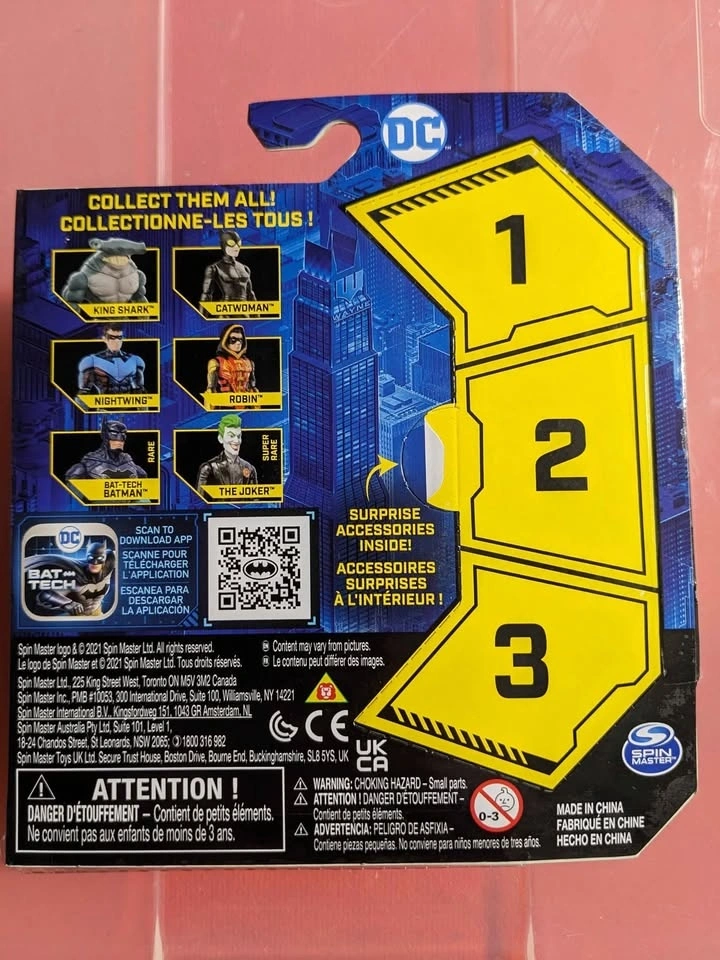 DC
COLLECT THEM ALL!
COLLECTIONNE-LES TOUS !
KING SHARK™
CATWOMAN™
NIGHTWING™
ROBIN™
RARE
BAT-TECH
BATMAN™
SUPER
RARE
THE JOKER™
WAYNE
1
2
3
SURPRISE
ACCESSORIES
INSIDE!
ACCESSOIRES
SURPRISES
À L'INTÉRIEUR !
DC
BAT
TECH
SCAN TO
DOWNLOAD APP
SCANNE POUR
TÉLÉCHARGER
L'APPLICATION
ESCANEA PARA
DESCARGAR
LA APLICACIÓN
Spin Master logo & © 2021 Spin Master Ltd. All rights reserved.
Le logo de Spin Master et © 2021 Spin Master Ltd. Tous droits réservés.
Content may vary from pictures.
Le contenu peut différer des images.
Spin Master Ltd., 225 King Street West, Toronto ON M5V 3M2 Canada
Spin Master Inc., PMB #10053, 300 International Drive, Suite 100, Williamsville, NY 14221
Spin Master International B.V., Kingsfordweg 151, 1043 GR Amsterdam, NL
Spin Master Australia Pty Ltd, Suite 101, Level 1,
18-24 Chandos Street, St Leonards, NSW 2065; 1800 316 982
Spin Master Toys UK Ltd. Secure Trust House, Boston Drive, Bourne End, Buckinghamshire, SL8 5YS, UK
CE
UK
CA
SPIN
MASTER™
ATTENTION !
DANGER D'ÉTOUFFEMENT – Contient de petits éléments.
Ne convient pas aux enfants de moins de 3 ans.
WARNING: CHOKING HAZARD – Small parts.
ATTENTION ! DANGER D'ÉTOUFFEMENT –
Contient de petits éléments.
ADVERTENCIA: PELIGRO DE ASFIXIA –
Contiene piezas pequeñas. No conveniente para niños menores de tres años.
0-3
MADE IN CHINA
FABRIQUÉ EN CHINE
HECHO EN CHINA